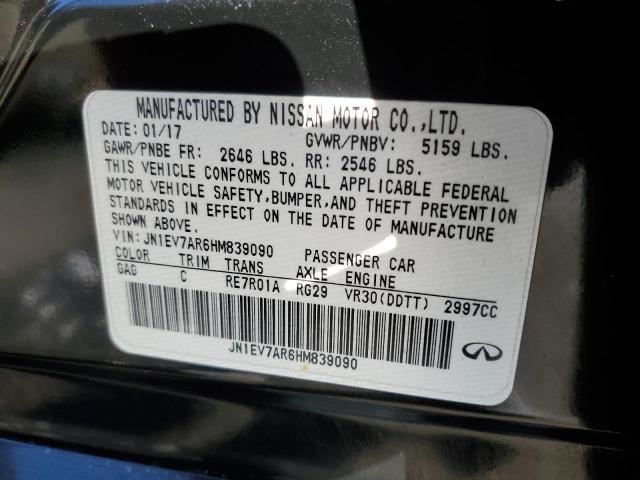 MANUFACTURED BY NISSAN MOTOR CO.,LTD.
DATE: 01/17 GVWR/PNBV: 5159 LBS.
GAWR/PNBE FR: 2646 LBS. RR: 2546 LBS.
THIS VEHICLE CONFORMS TO ALL APPLICABLE FEDERAL
MOTOR VEHICLE SAFETY,BUMPER,AND THEFT PREVENTION
STANDARDS IN EFFECT ON THE DATE OF MANUFACTURE
SHOWN ABOVE.
VIN: JN1EV7AR6HM839090 PASSENGER CAR
COLOR TRIM TRANS AXLE ENGINE
GAG C RE7R01A RG29 VR30(DDTT) 2997CC
JN1EV7AR6HM839090